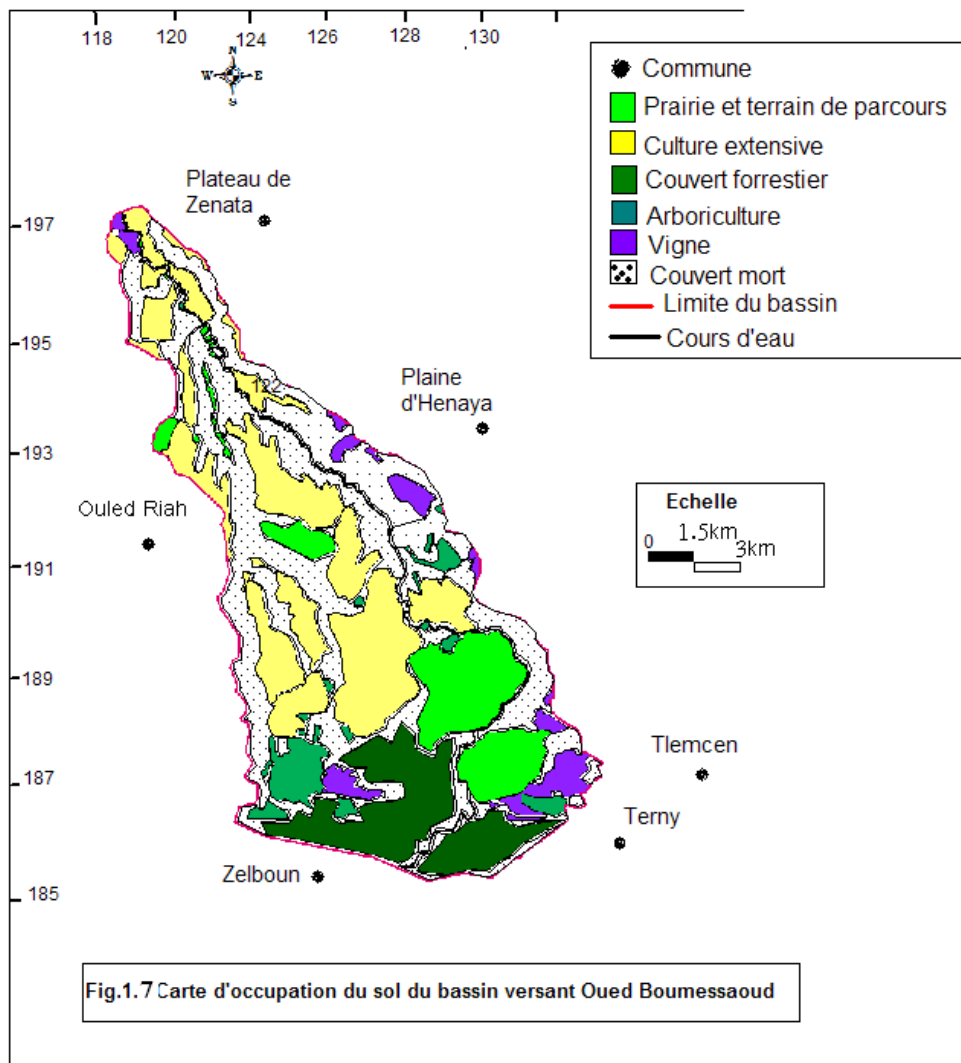 118 120 124 126 128 130
N
W E
S
Commune
Prairie et terrain de parcours
Culture extensive
Couvert forrestier
Arboriculture
Vigne
Couvert mort
Limite du bassin
Cours d'eau
Plateau de
Zenata
197
195
122
Plaine
d'Henaya
193
Ouled Riah
Echelle
0 1.5km 3km
191
189
Tlemcen
187
Terny
Zelboun
185
Fig.1.7 Carte d'occupation du sol du bassin versant Oued Boumessaoud